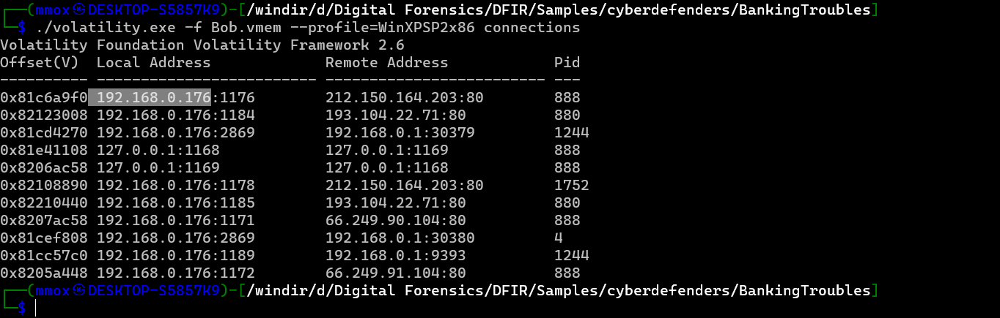 ┌──(mmox㉿DESKTOP-S5857K9)-[/windir/d/Digital Forensics/DFIR/Samples/cyberdefenders/BankingTroubles]
└─$ ./volatility.exe -f Bob.vmem --profile=WinXPSP2x86 connections
Volatility Foundation Volatility Framework 2.6
Offset(V)  Local Address             Remote Address            Pid
---------- ------------------------- ------------------------- ---
0x81c6a9f0 192.168.0.176:1176        212.150.164.203:80        888
0x82123008 192.168.0.176:1184        193.104.22.71:80          880
0x81cd4270 192.168.0.176:2869        192.168.0.1:30379         1244
0x81e41108 127.0.0.1:1168            127.0.0.1:1169            888
0x8206ac58 127.0.0.1:1169            127.0.0.1:1168            888
0x82108890 192.168.0.176:1178        212.150.164.203:80        1752
0x82210440 192.168.0.176:1185        193.104.22.71:80          880
0x8207ac58 192.168.0.176:1171        66.249.90.104:80          888
0x81cef808 192.168.0.176:2869        192.168.0.1:30380         4
0x81cc57c0 192.168.0.176:1189        192.168.0.1:9393          1244
0x8205a448 192.168.0.176:1172        66.249.91.104:80          888
┌──(mmox㉿DESKTOP-S5857K9)-[/windir/d/Digital Forensics/DFIR/Samples/cyberdefenders/BankingTroubles]
└─$